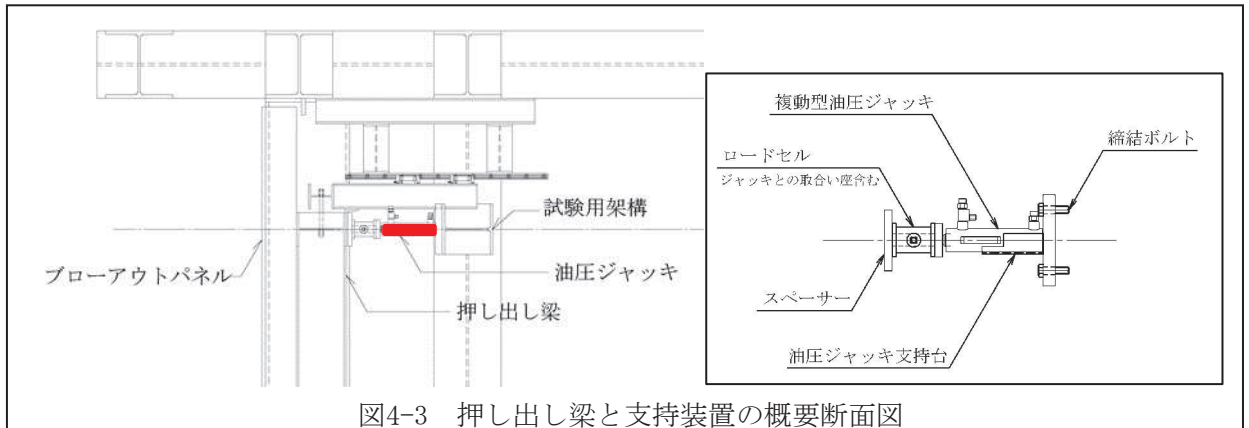 試験用架構
油圧ジャッキ
ブローアウトパネル
押し出し梁
複動型油圧ジャッキ
締結ボルト
ロードセル
ジャッキとの取合い座含む
スペーサー
油圧ジャッキ支持台
図4-3 押し出し梁と支持装置の概要断面図